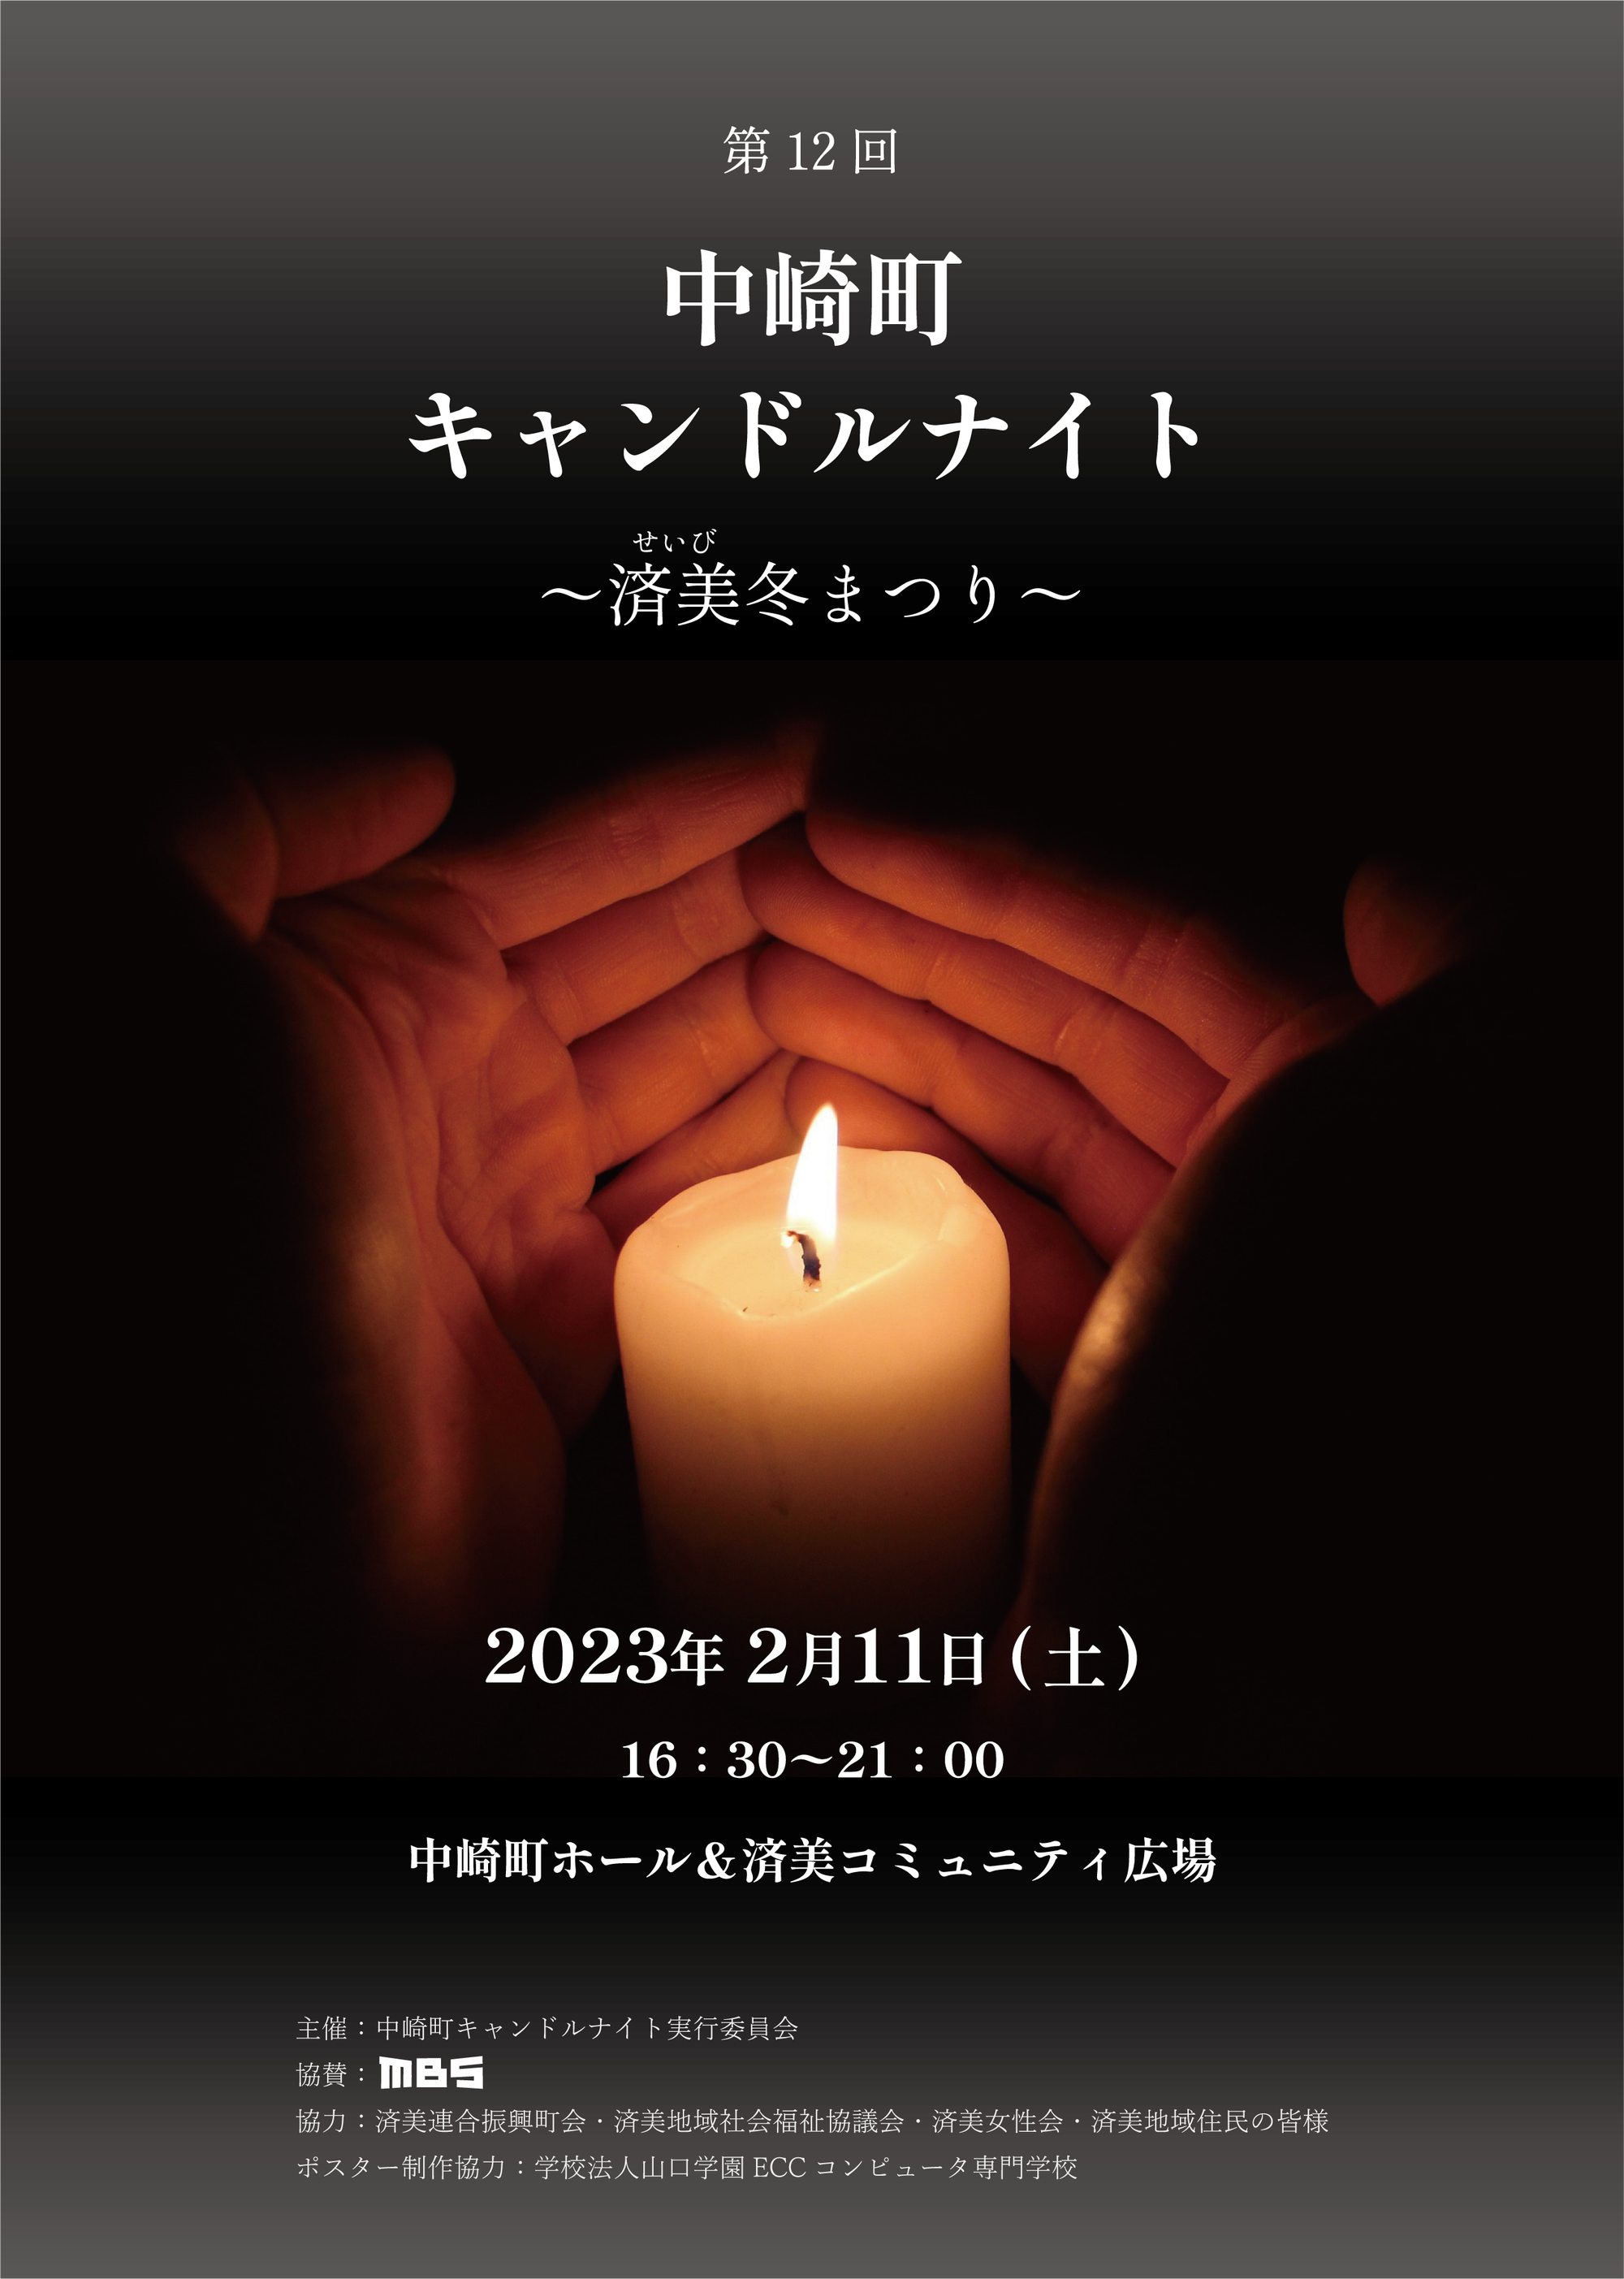 第12回
中崎町
キャンドルナイト
せいび
～済美冬まつり～
2023年 2月11日(土)
16：30～21：00
中崎町ホール＆済美コミュニティ広場
主催：中崎町キャンドルナイト実行委員会
協賛：MBS
協力：済美連合振興町会・済美地域社会福祉協議会・済美女性会・済美地域住民の皆様
ポスター制作協力：学校法人山口学園 ECC コンピュータ専門学校